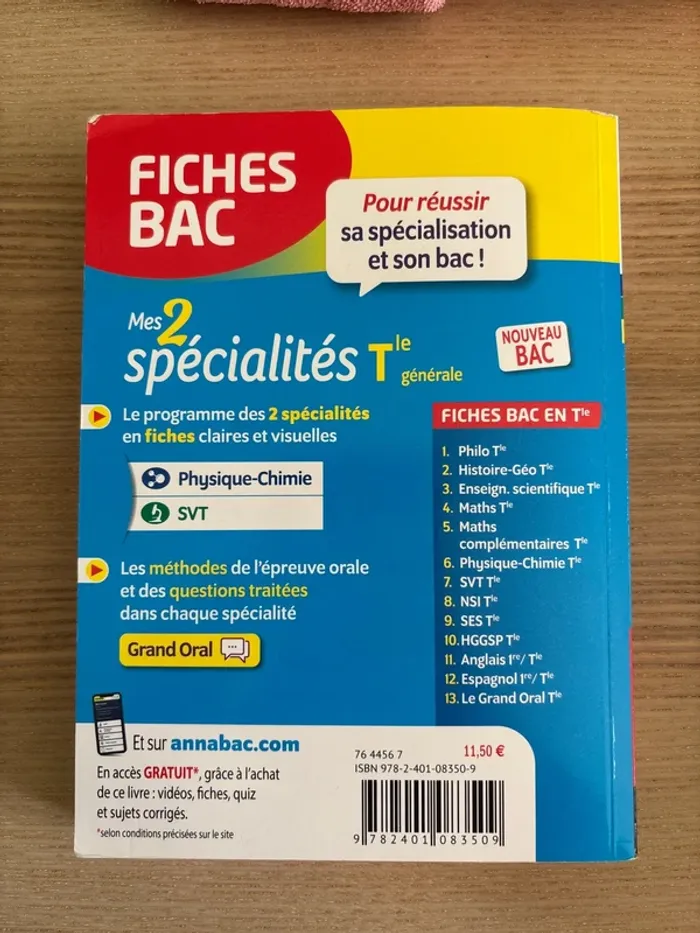 FICHES
BAC
Pour réussir
sa spécialisation
et son bac !
Mes 2
spécialités Tle
générale
NOUVEAU
BAC
Le programme des 2 spécialités
en fiches claires et visuelles
Physique-Chimie
SVT
Les méthodes de l'épreuve orale
et des questions traitées
dans chaque spécialité
Grand Oral
FICHES BAC EN Tle
1. Philo Tle
2. Histoire-Géo Tle
3. Enseign. scientifique Tle
4. Maths Tle
5. Maths
complémentaires Tle
6. Physique-Chimie Tle
7. SVT Tle
8. NSI Tle
9. SES Tle
10. HGGSP Tle
11. Anglais 1re/ Tle
12. Espagnol 1re/ Tle
13. Le Grand Oral Tle
Et sur annabac.com
En accès GRATUIT*, grâce à l'achat
de ce livre : vidéos, fiches, quiz
et sujets corrigés.
*selon conditions précisées sur le site
76 4456 7
11,50 €
ISBN 978-2-401-08350-9
9 782401 083509